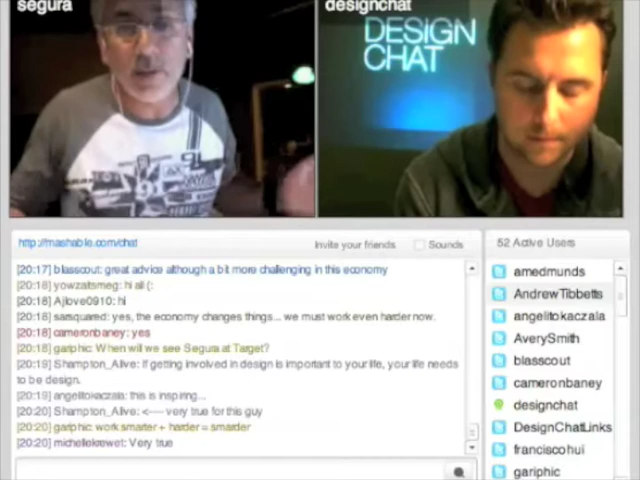 segura
designchat
DESIGN
CHAT
91
91
http://mashable.com/chat
Invite your friends
Sounds
52 Active Users
[20:17] blasscout: great advice although a bit more challenging in this economy
[20:18] yowzatsmeg: hi all (:
[20:18] Ajlove0910: hi
[20:18] sarsquared: yes, the economy changes things... we must work even harder now.
[20:18] cameronbaney: yes
[20:18] gariphic: When will we see Segura at Target?
[20:19] Shampton_Alive: If getting involved in design is important to your life, your life needs
to be design.
[20:19] angelitokaczala: this is inspiring...
[20:20] Shampton_Alive: <---- very true for this guy
[20:20] gariphic: work smarter + harder = smarder
[20:20] michellekrewet: Very true
amedmunds
AndrewTibbetts
angelitokaczala
AverySmith
blasscout
cameronbaney
designchat
DesignChatLinks
franciscohui
gariphic